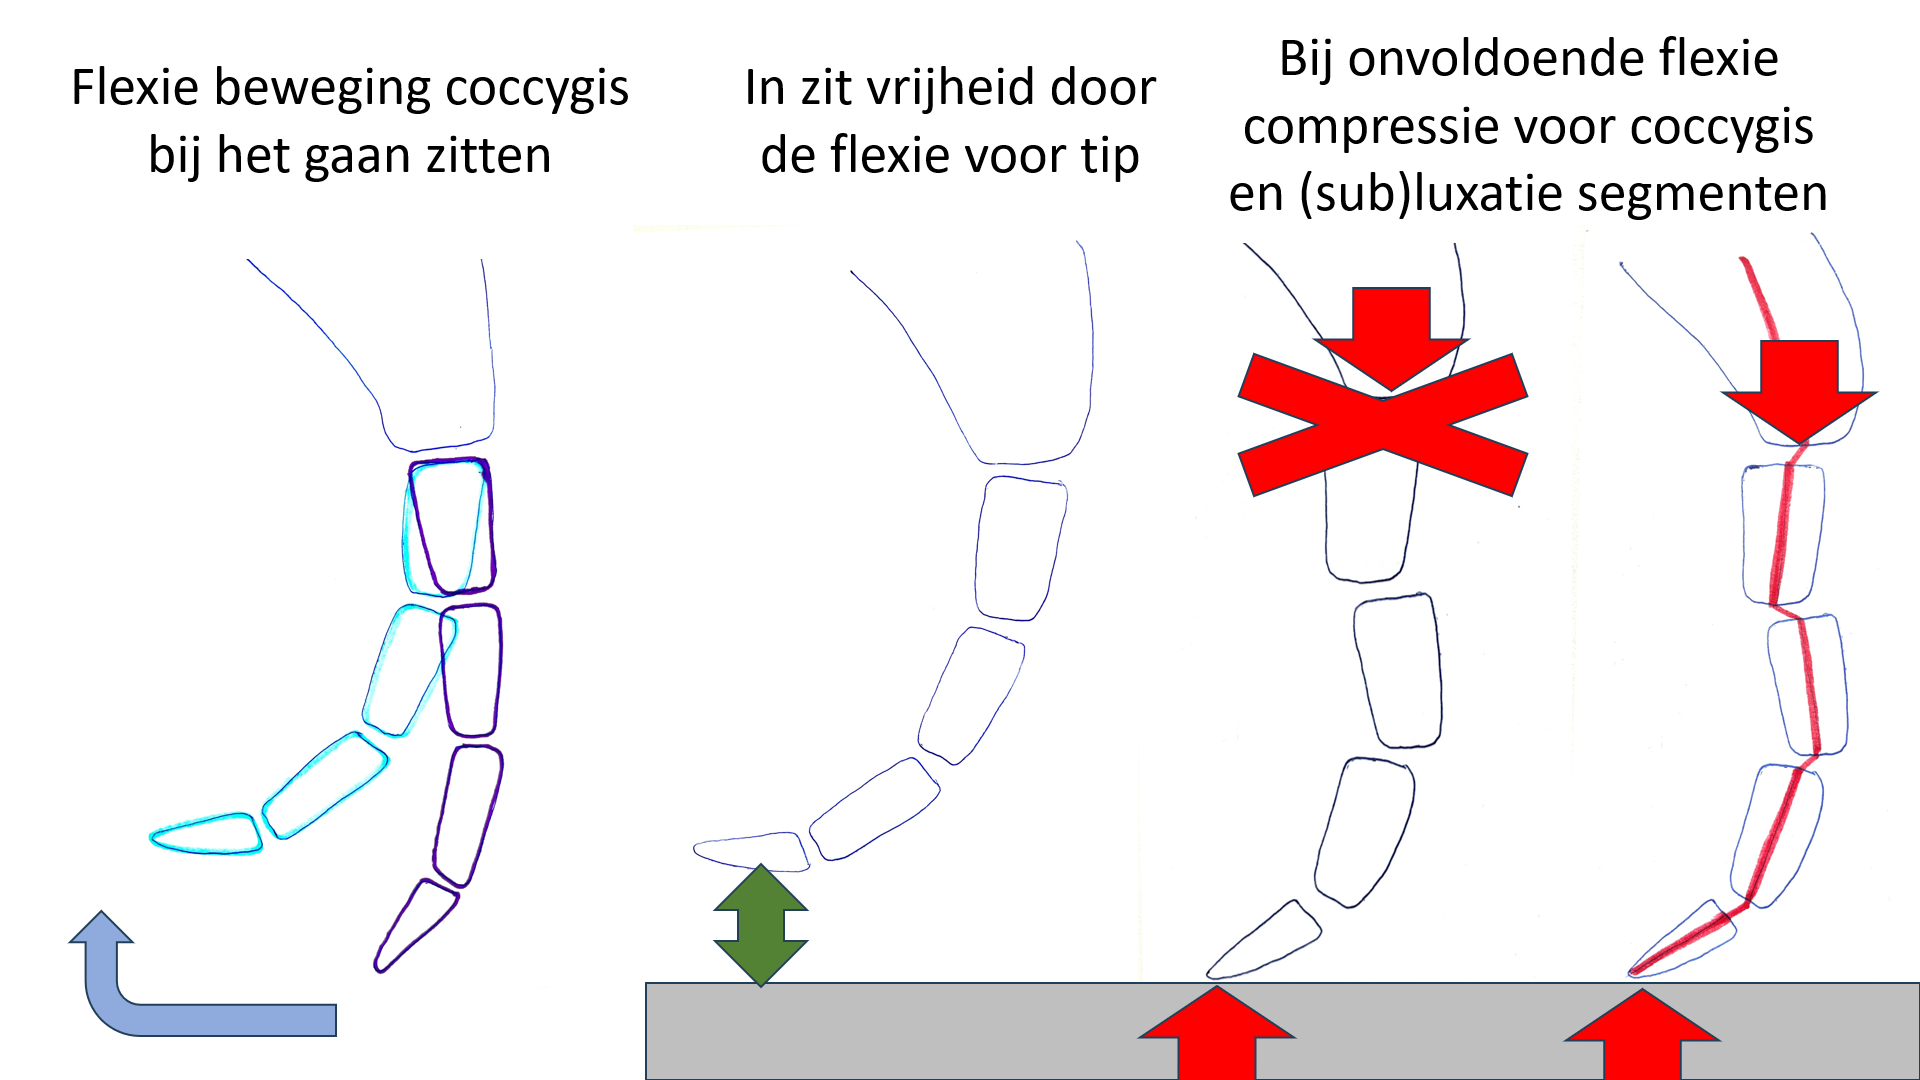 Flexie beweging coccygis
bij het gaan zitten
In zit vrijheid door
de flexie voor tip
Bij onvoldoende flexie
compressie voor coccygis
en (sub)luxatie segmenten